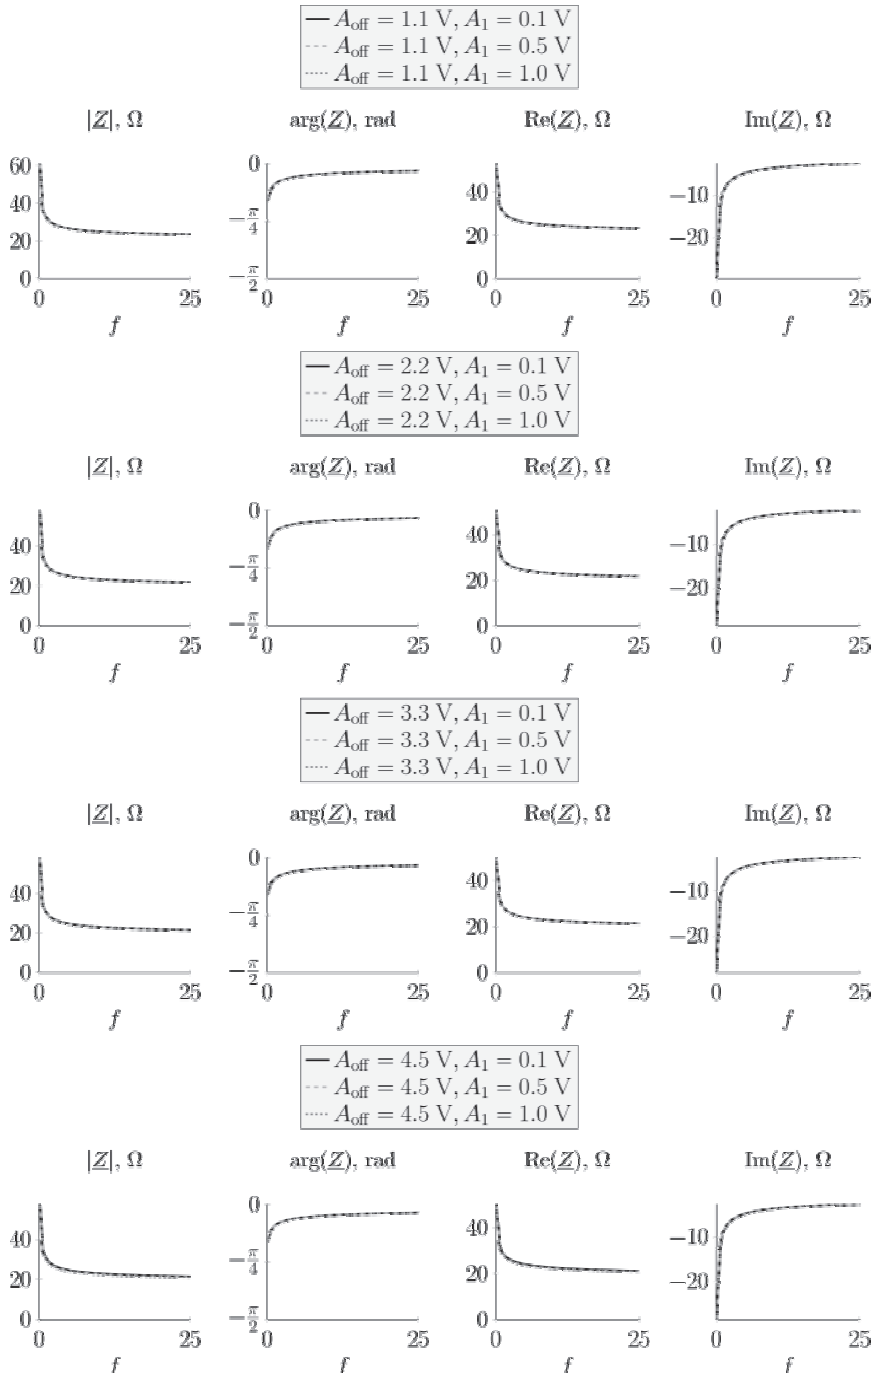 A_off = 1.1 V, A_1 = 0.1 V
A_off = 1.1 V, A_1 = 0.5 V
A_off = 1.1 V, A_1 = 1.0 V
|Z|, Ω arg(Z), rad Re(Z), Ω Im(Z), Ω
60 0
40 −10
40 −π/4 20 −20
20
0 −π/2 0
0 25 0 25 0 25 0 25
f f f f
A_off = 2.2 V, A_1 = 0.1 V
A_off = 2.2 V, A_1 = 0.5 V
A_off = 2.2 V, A_1 = 1.0 V
|Z|, Ω arg(Z), rad Re(Z), Ω Im(Z), Ω
0
40 40 −10
−π/4
20 20 −20
0 −π/2 0
0 25 0 25 0 25 0 25
f f f f
A_off = 3.3 V, A_1 = 0.1 V
A_off = 3.3 V, A_1 = 0.5 V
A_off = 3.3 V, A_1 = 1.0 V
|Z|, Ω arg(Z), rad Re(Z), Ω Im(Z), Ω
0
40 40 −10
−π/4
20 20 −20
0 −π/2 0
0 25 0 25 0 25 0 25
f f f f
A_off = 4.5 V, A_1 = 0.1 V
A_off = 4.5 V, A_1 = 0.5 V
A_off = 4.5 V, A_1 = 1.0 V
|Z|, Ω arg(Z), rad Re(Z), Ω Im(Z), Ω
0
40 40 −10
−π/4
20 20 −20
0 −π/2 0
0 25 0 25 0 25 0 25
f f f f